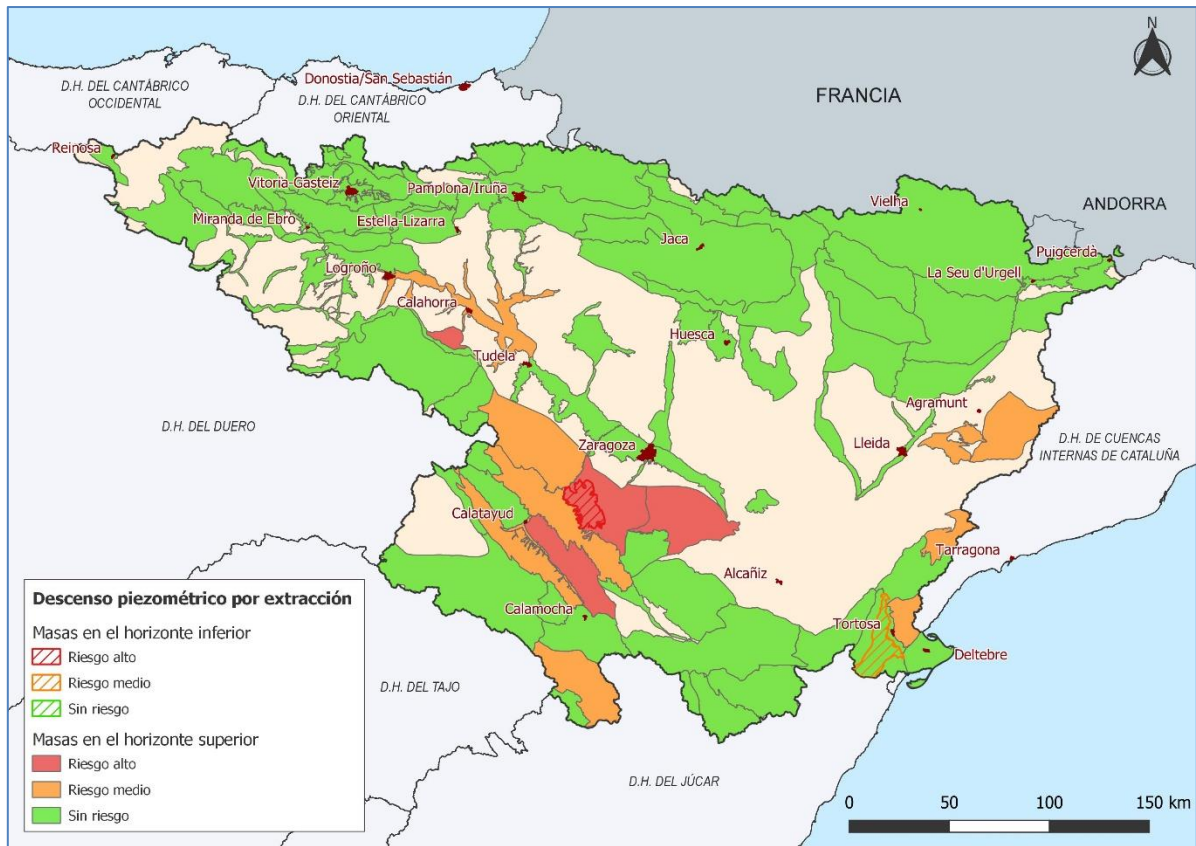 N
Donostia/San Sebastián
D.H. DEL CANTÁBRICO
OCCIDENTAL
D.H. DEL CANTÁBRICO
ORIENTAL
FRANCIA
Reinosa
Vitoria-Gasteiz
Pamplona/Iruña
Vielha
ANDORRA
Miranda de Ebro
Estella-Lizarra
Jaca
Puigcerdà
La Seu d'Urgell
Logroño
Calahorra
Huesca
Tudela
Agramunt
D.H. DEL DUERO
Zaragoza
Lleida
D.H. DE CUENCAS
INTERNAS DE CATALUÑA
Calatayud
Tarragona
Alcañiz
Calamocha
Tortosa
Deltebre
D.H. DEL TAJO
D.H. DEL JÚCAR
Descenso piezométrico por extracción
Masas en el horizonte inferior
Riesgo alto
Riesgo medio
Sin riesgo
Masas en el horizonte superior
Riesgo alto
Riesgo medio
Sin riesgo
0 50 100 150 km